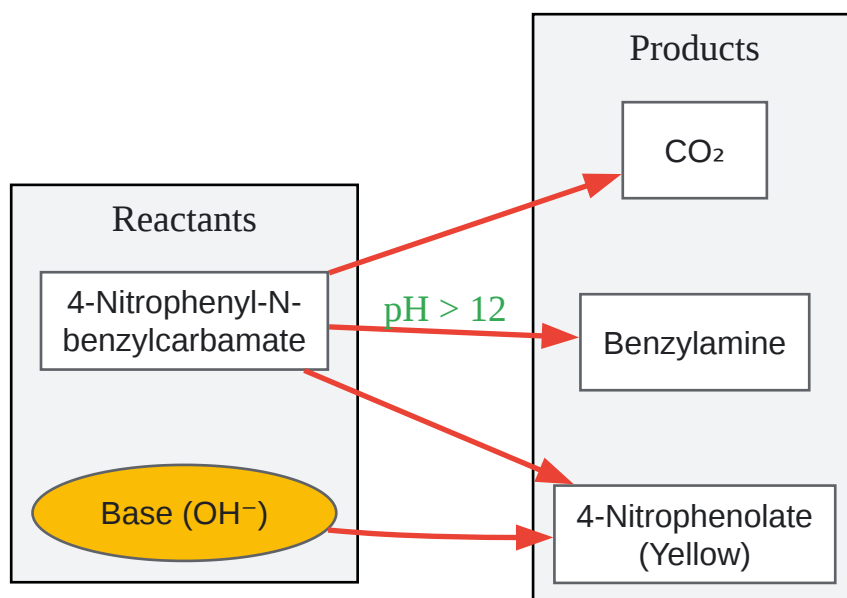 Reactants
4-Nitrophenyl-N-
benzylcarbamate
Base (OH⁻)
pH > 12
Products
CO₂
Benzylamine
4-Nitrophenolate
(Yellow)